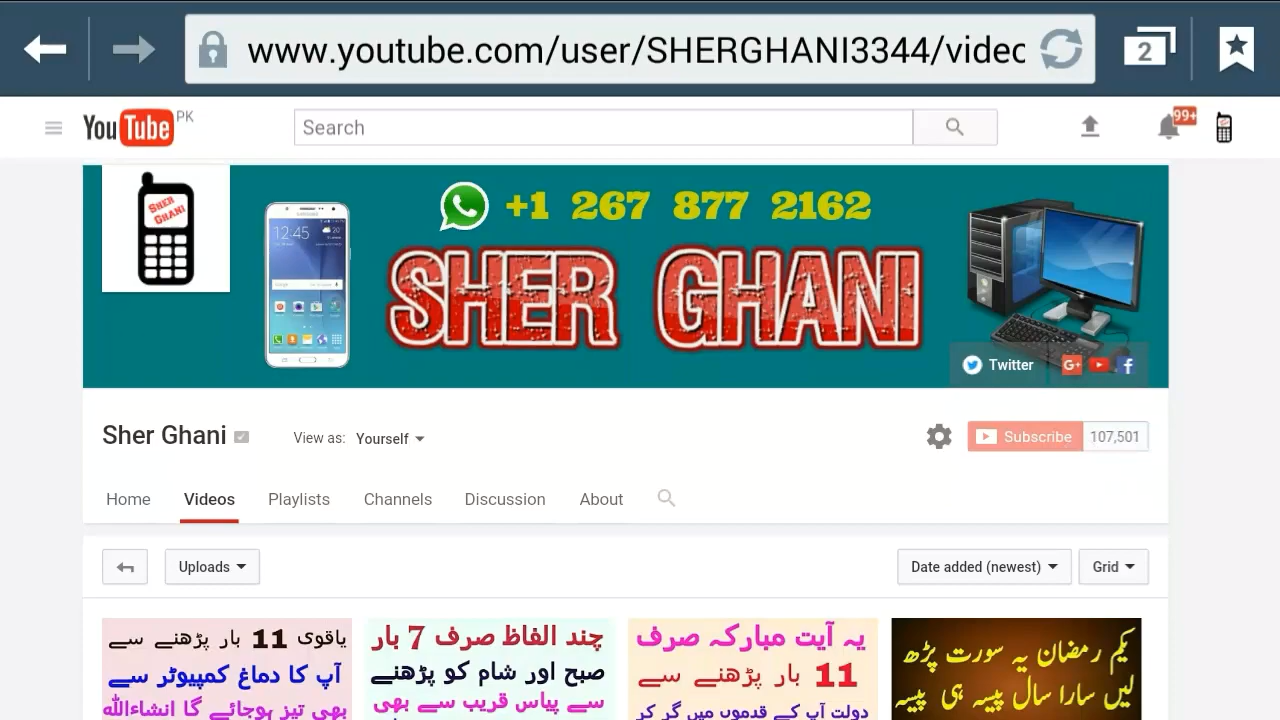 www.youtube.com/user/SHERGHANI3344/videc
2
YouTube PK
Search
99+
SHER GHANI
12:45
+1 267 877 2162
SHER GHANI
Twitter
Sher Ghani
View as: Yourself
Subscribe 107,501
Home Videos Playlists Channels Discussion About
Uploads
Date added (newest)
Grid
یاقوی 11 بار پڑھنے سے
آپ کا دماغ کمپیوٹر سے
بھی تیز ہوجائے گا انشاءاللّٰہ
چند الفاظ صرف 7 بار
صبح اور شام کو پڑھنے
سے پیاس قریب سے بھی
یہ آیت مبارکہ صرف
11 بار پڑھنے سے
دولت آپ کے قدموں میں گر کر
یکم رمضان یہ سورت پڑھ
لیں سارا سال پیسہ ہی پیسہ